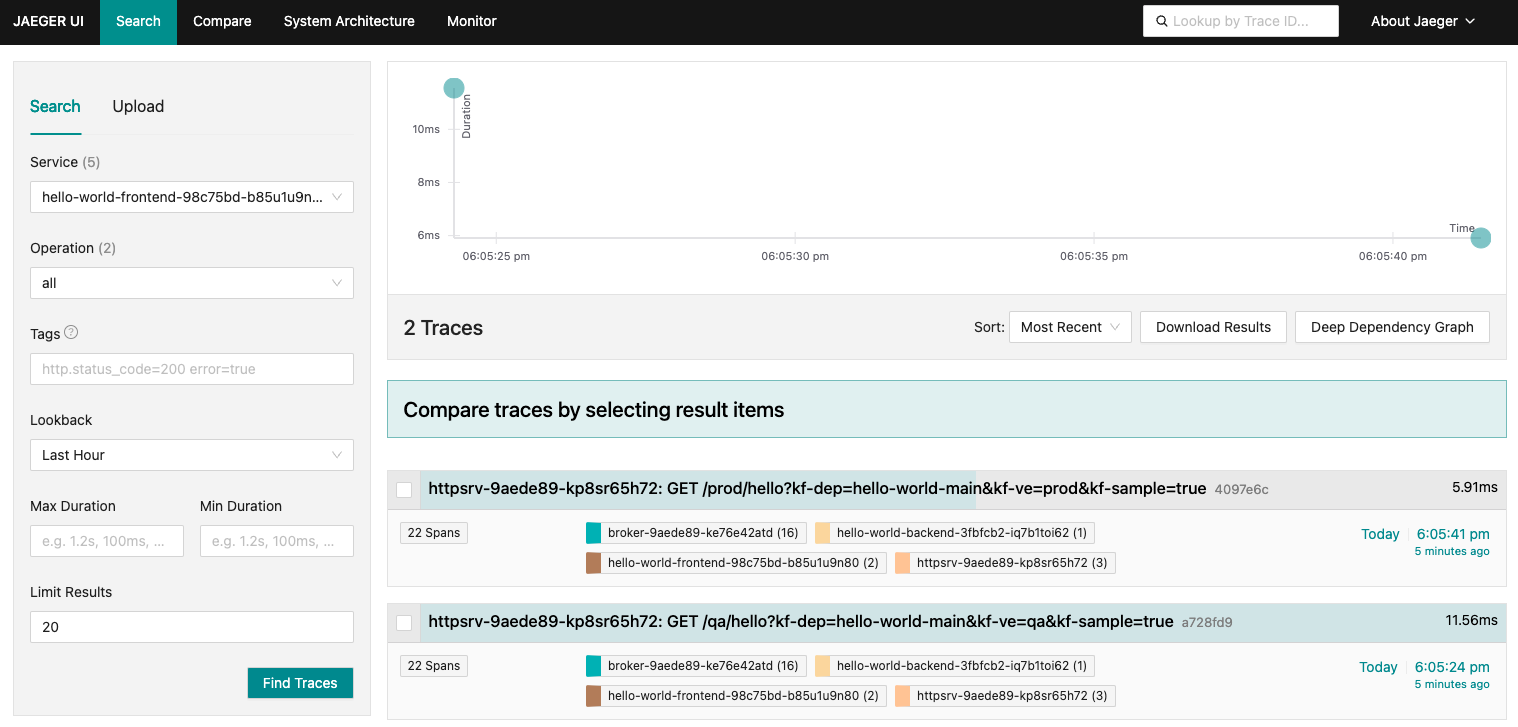 JAEGER UI Search Compare System Architecture Monitor Lookup by Trace ID... About Jaeger
Search Upload
Service (5)
hello-world-frontend-98c75bd-b85u1u9n...
Operation (2)
all
Tags ?
http.status_code=200 error=true
Lookback
Last Hour
Max Duration Min Duration
e.g. 1.2s, 100ms, ... e.g. 1.2s, 100ms, ...
Limit Results
20
Find Traces
Duration
10ms
8ms
6ms
Time
06:05:25 pm 06:05:30 pm 06:05:35 pm 06:05:40 pm
2 Traces Sort: Most Recent Download Results Deep Dependency Graph
Compare traces by selecting result items
httpsrv-9aede89-kp8sr65h72: GET /prod/hello?kf-dep=hello-world-main&kf-ve=prod&kf-sample=true 4097e6c 5.91ms
22 Spans broker-9aede89-ke76e42atd (16) hello-world-backend-3fbfcb2-iq7b1toi62 (1) Today 6:05:41 pm
hello-world-frontend-98c75bd-b85u1u9n80 (2) httpsrv-9aede89-kp8sr65h72 (3) 5 minutes ago
httpsrv-9aede89-kp8sr65h72: GET /qa/hello?kf-dep=hello-world-main&kf-ve=qa&kf-sample=true a728fd9 11.56ms
22 Spans broker-9aede89-ke76e42atd (16) hello-world-backend-3fbfcb2-iq7b1toi62 (1) Today 6:05:24 pm
hello-world-frontend-98c75bd-b85u1u9n80 (2) httpsrv-9aede89-kp8sr65h72 (3) 5 minutes ago